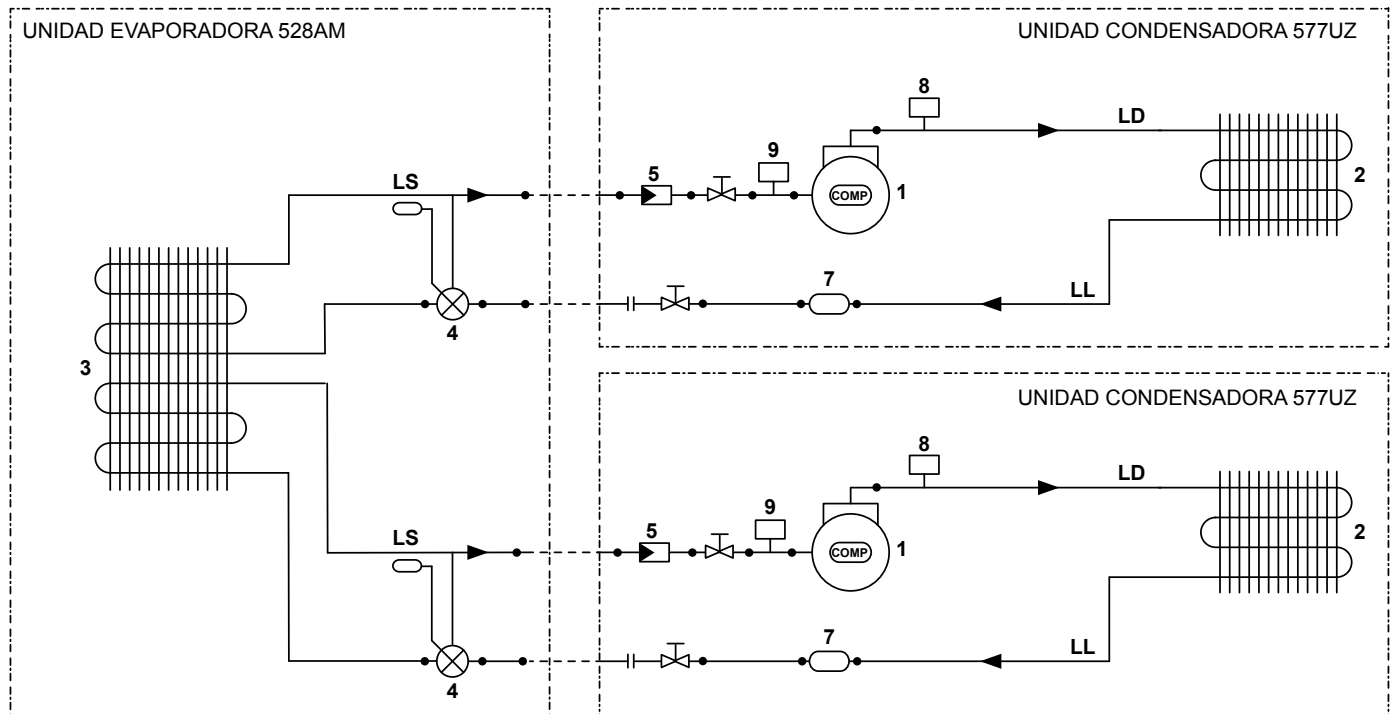 UNIDAD EVAPORADORA 528AM
UNIDAD CONDENSADORA 577UZ
8
LD
9
5
LS
COMP
1
2
7
LL
4
3
UNIDAD CONDENSADORA 577UZ
8
LD
9
5
LS
COMP
1
2
7
LL
4